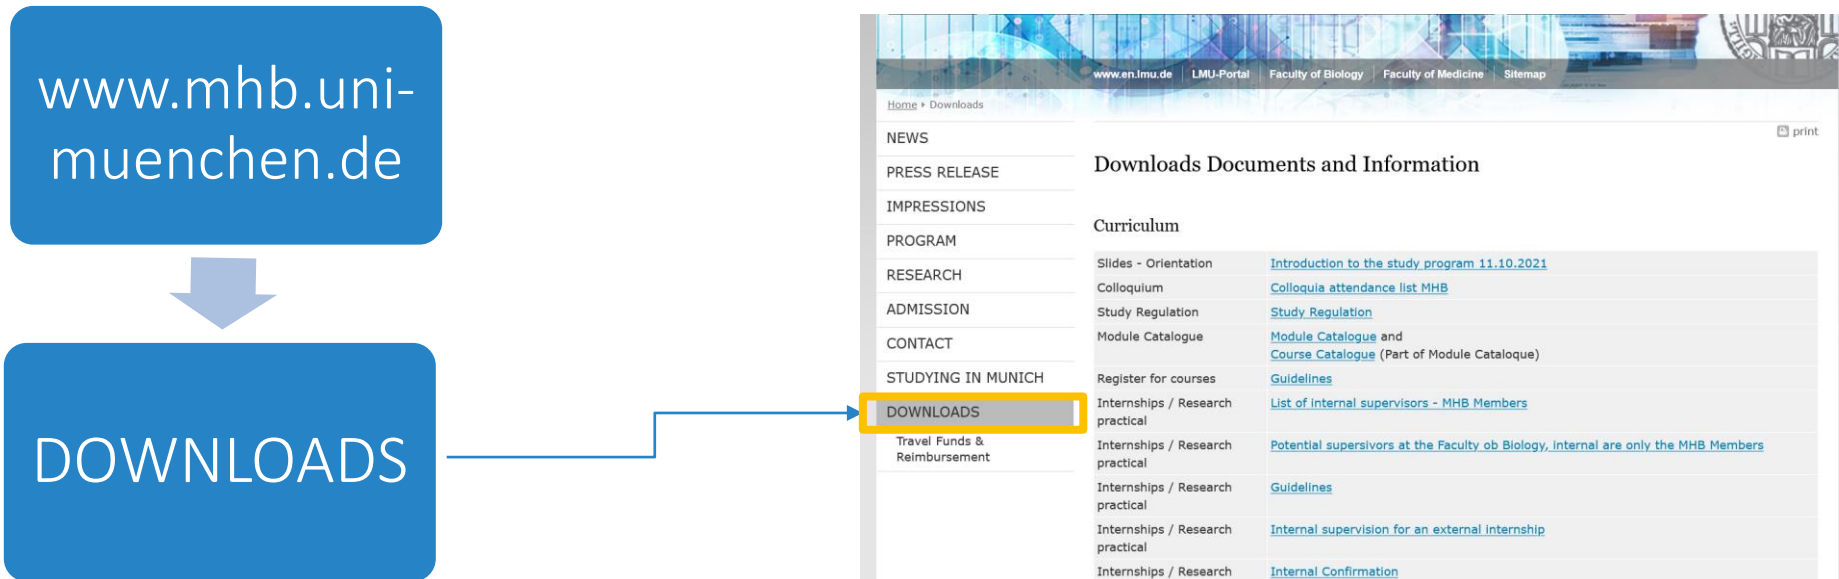 www.mhb.uni-
muenchen.de
DOWNLOADS
www.en.lmu.de LMU-Portal Faculty of Biology Faculty of Medicine Sitemap
Home Downloads
print
NEWS
PRESS RELEASE
IMPRESSIONS
PROGRAM
RESEARCH
ADMISSION
CONTACT
STUDYING IN MUNICH
DOWNLOADS
Travel Funds &
Reimbursement
Downloads Documents and Information
Curriculum
Slides - Orientation Introduction to the study program 11.10.2021
Colloquium Colloquia attendance list MHB
Study Regulation Study Regulation
Module Catalogue Module Catalogue and
Course Catalogue (Part of Module Cataloque)
Register for courses Guidelines
Internships / Research List of internal supervisors - MHB Members
practical
Internships / Research Potential supersivors at the Faculty ob Biology, internal are only the MHB Members
practical
Internships / Research Guidelines
practical
Internships / Research Internal supervision for an external internship
practical
Internships / Research Internal Confirmation